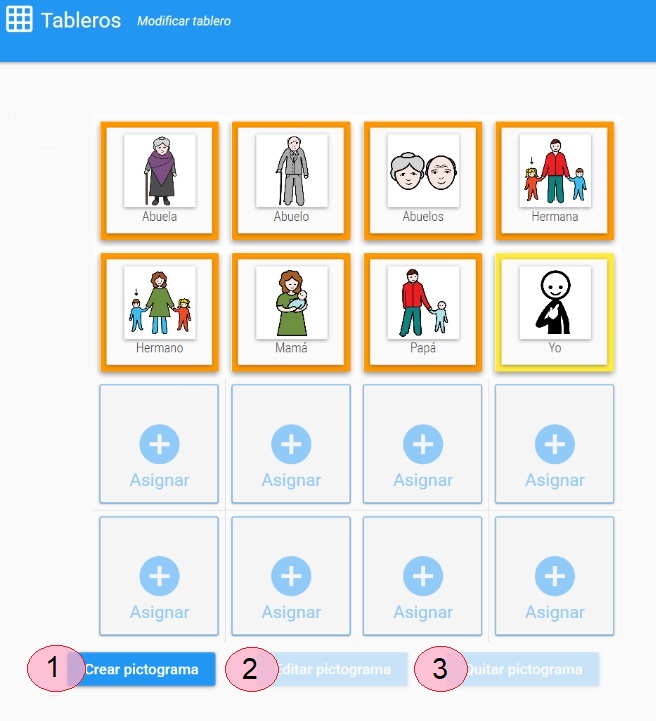 Tableros Modificar tablero
Abuela Abuelo Abuelos Hermana
Hermano Mamá Papá Yo
Asignar Asignar Asignar Asignar
Asignar Asignar Asignar Asignar
1 Crear pictograma 2 Editar pictograma 3 Quitar pictograma